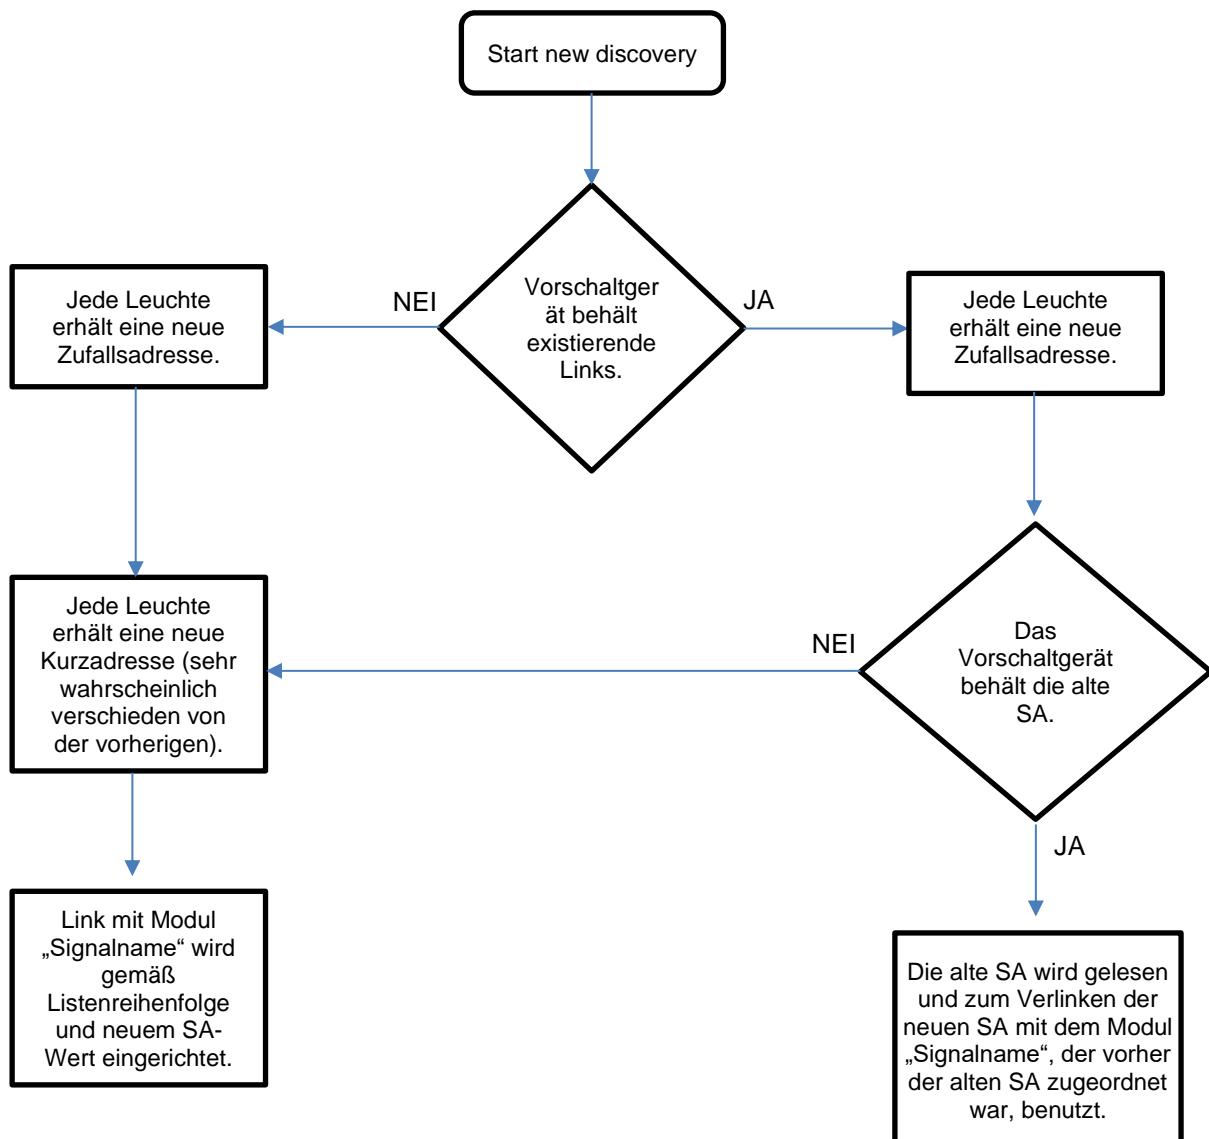 Start new discovery
Vorschaltger
ät behält
existierende
Links.
NEI
JA
Jede Leuchte
erhält eine neue
Zufallsadresse.
Jede Leuchte
erhält eine neue
Zufallsadresse.
Jede Leuchte
erhält eine neue
Kurzadresse (sehr
wahrscheinlich
verschieden von
der vorherigen).
NEI
Das
Vorschaltgerät
behält die alte
SA.
JA
Link mit Modul
„Signalname“ wird
gemäß
Listenreihenfolge
und neuem SA-
Wert eingerichtet.
Die alte SA wird gelesen
und zum Verlinken der
neuen SA mit dem Modul
„Signalname“, der vorher
der alten SA zugeordnet
war, benutzt.